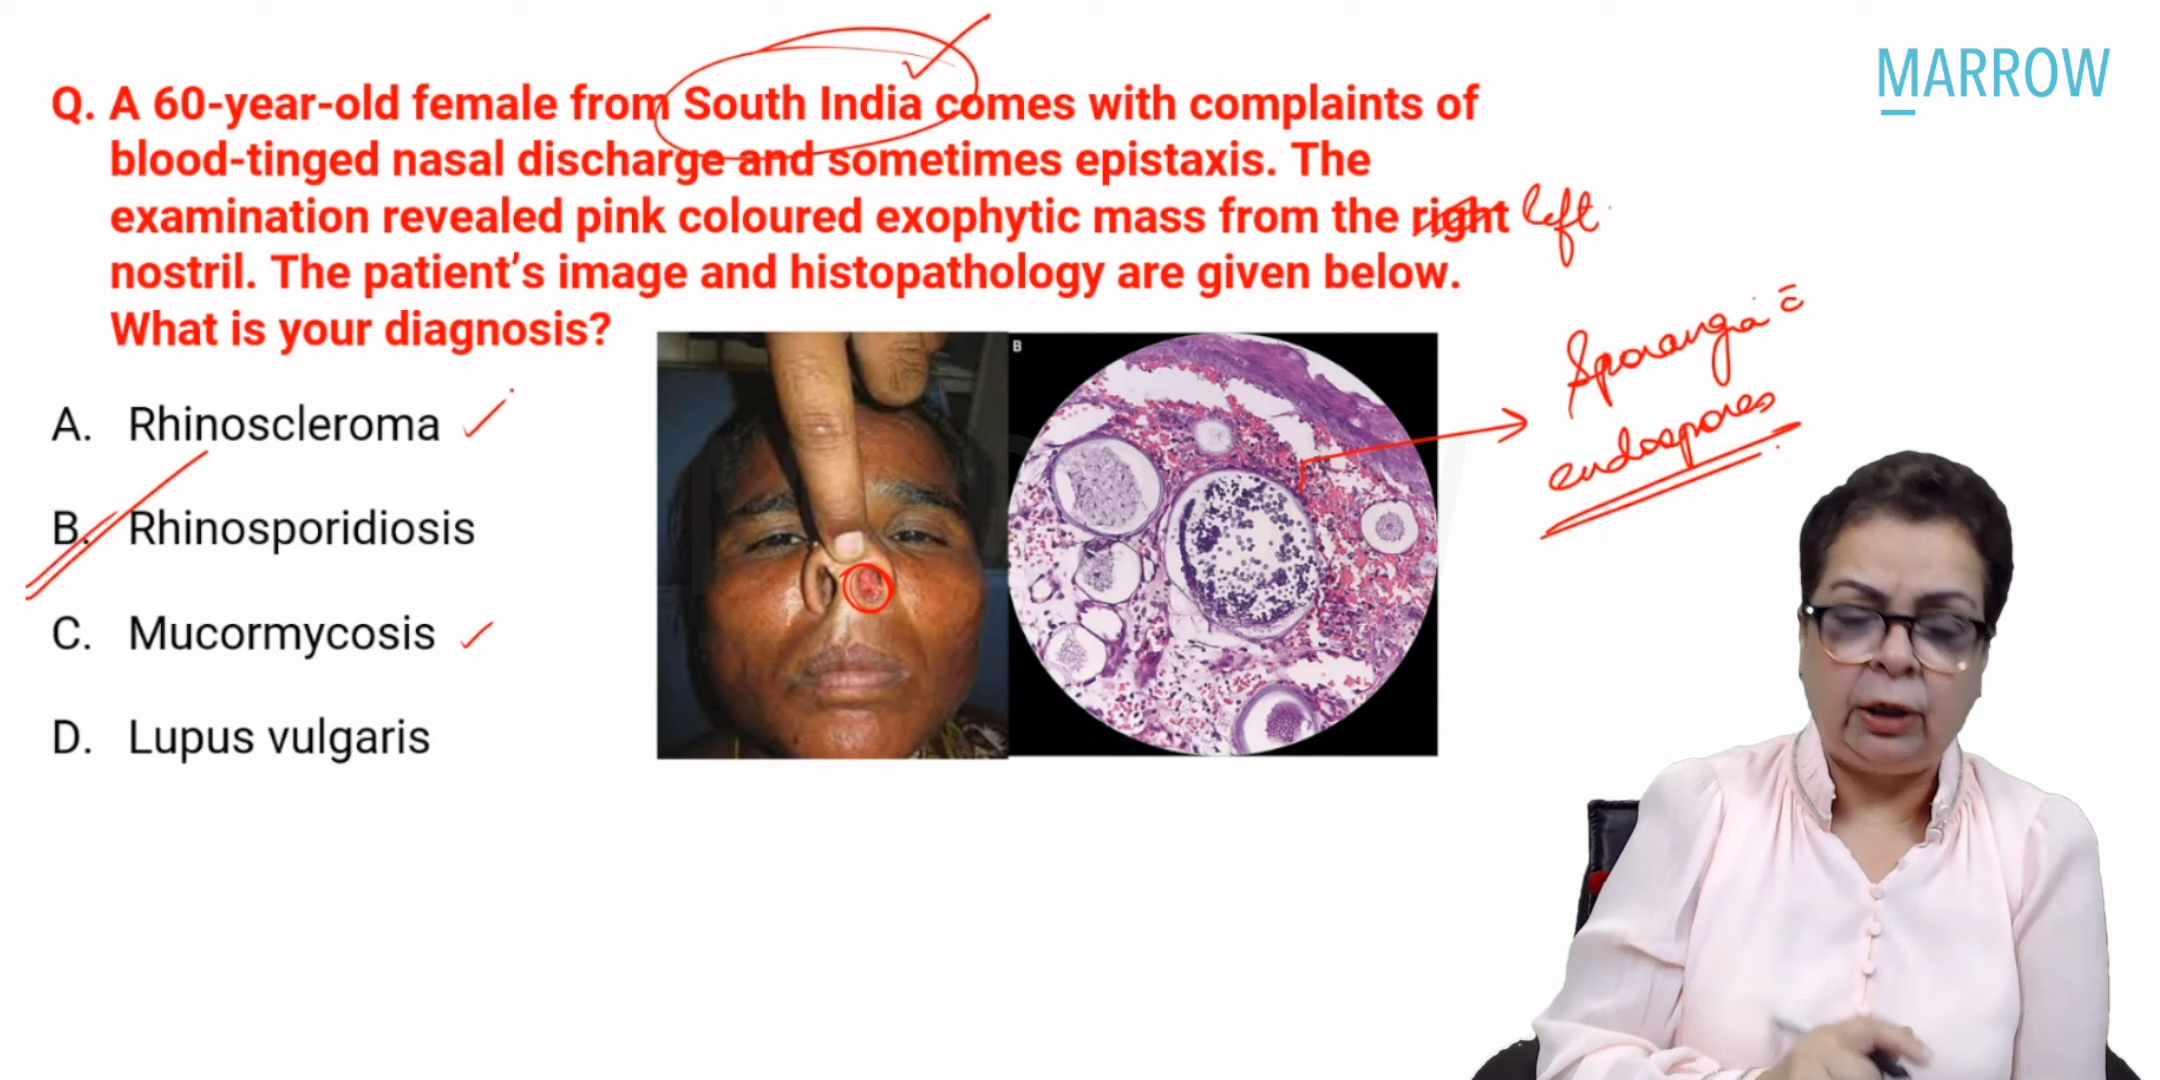 MARROW
Q. A 60-year-old female from South India comes with complaints of
blood-tinged nasal discharge and sometimes epistaxis. The
examination revealed pink coloured exophytic mass from the right left
nostril. The patient's image and histopathology are given below.
What is your diagnosis?
A. Rhinoscleroma
B. Rhinosporidiosis
C. Mucormycosis
D. Lupus vulgaris
B
Sporangia c̄
endospores